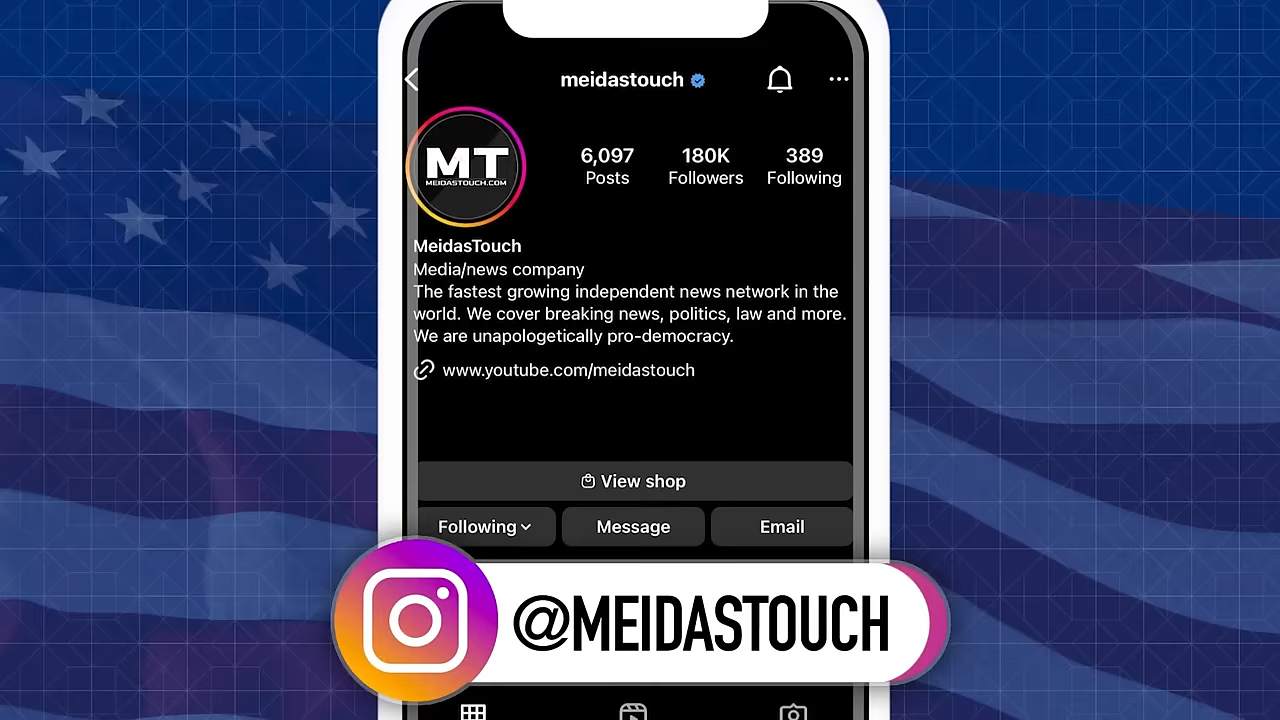 meidastouch
MT
MEIDASTOUCH.COM
6,097
Posts
180K
Followers
389
Following
MeidasTouch
Media/news company
The fastest growing independent news network in the
world. We cover breaking news, politics, law and more.
We are unapologetically pro-democracy.
www.youtube.com/meidastouch
View shop
Following
Message
Email
@MEIDASTOUCH